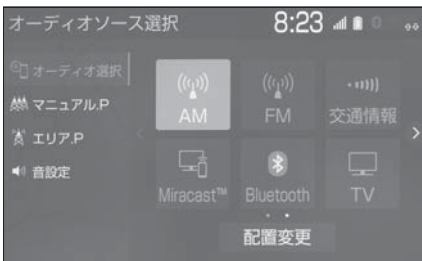 オーディオソース選択
8:23
オーディオ選択
マニュアル.P
エリア.P
音設定
AM
FM
交通情報
Miracast™
Bluetooth
TV
配置変更